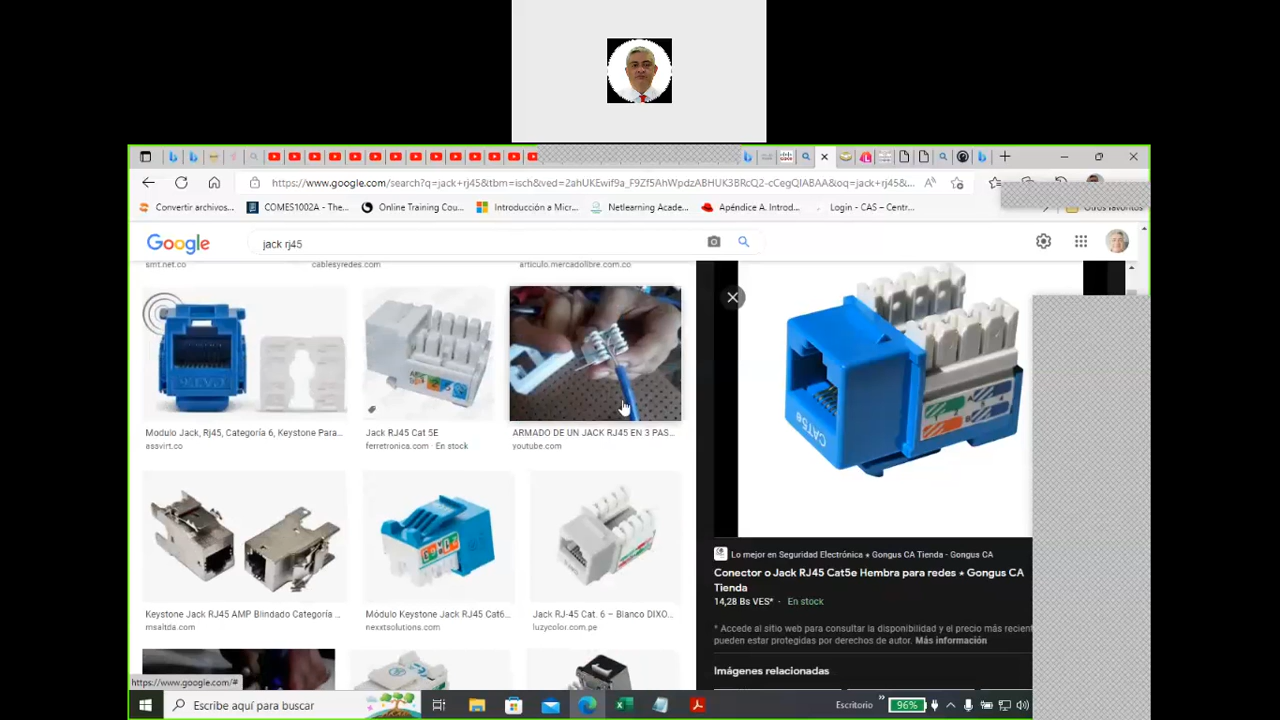 https://www.google.com/search?q=jack+rj45&tbm=isch&ved=2ahUKEwif9a_F9Zf5AhWpdzABHUK3BRcQ2-cCegQIABAA&oq=jack+rj45&...
Convertir archivos... COMES1002A - The... Online Training Cou... Introducción a Micr... Netlearning Acade... Apéndice A. Introd... Login - CAS – Centr... Otros favoritos
Google
jack rj45
smt.net.co cablesyredes.com articulo.mercadolibre.com.co
CAT5e
Modulo Jack, RJ45, Categoría 6, Keystone Para...
assvirt.co
Jack RJ45 Cat 5E
ferretronica.com · En stock
ARMADO DE UN JACK RJ45 EN 3 PAS...
youtube.com
Keystone Jack RJ45 AMP Blindado Categoría ...
msaltda.com
Módulo Keystone Jack RJ45 Cat6...
nexxtsolutions.com
Jack RJ-45 Cat. 6 – Blanco DIXO...
luzycolor.com.pe
Lo mejor en Seguridad Electrónica ⭑ Gongus CA Tienda - Gongus CA
Conector o Jack RJ45 Cat5e Hembra para redes ⭑ Gongus CA
Tienda
14,28 Bs VES* · En stock
* Accede al sitio web para consultar la disponibilidad y el precio más recien
pueden estar protegidas por derechos de autor. Más información
Imágenes relacionadas
https://www.google.com/#
Escribe aquí para buscar
Escritorio
96%